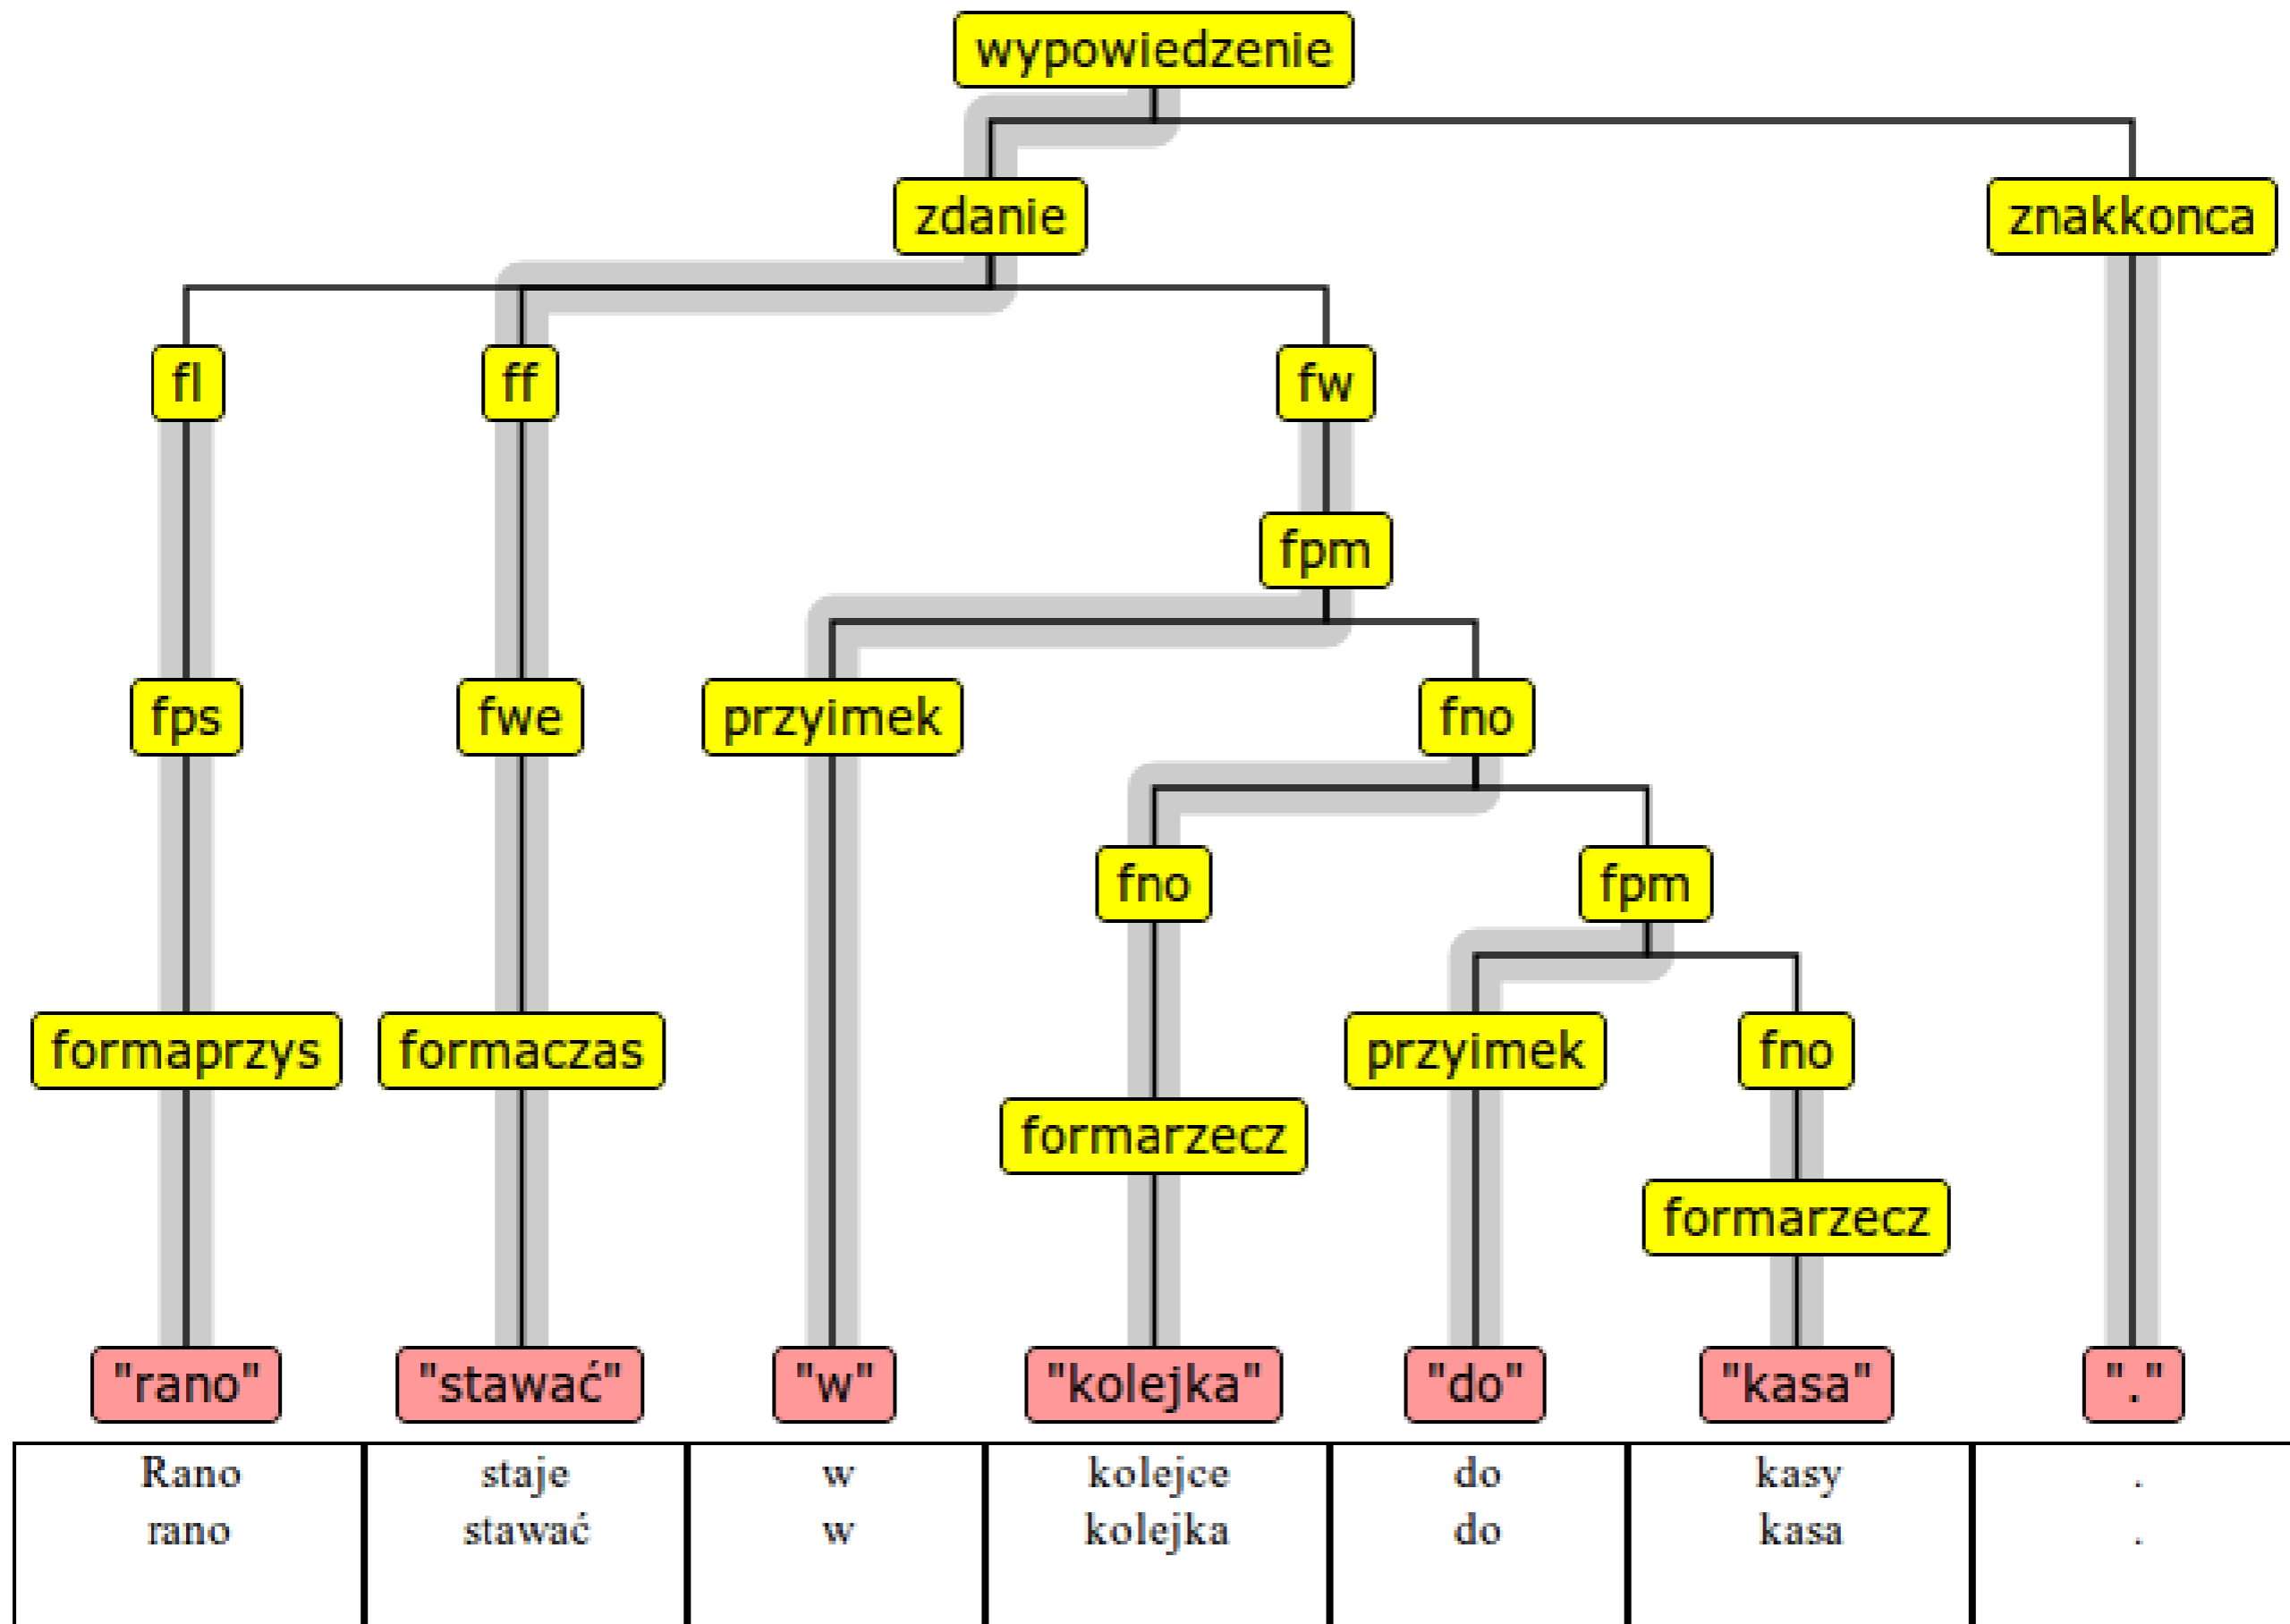 wypowiedzenie
zdanie znakkonca
fl ff fw
fpm
fps fwe przyimek fno
fno fpm
formaprzys formaczas przyimek fno
formarzecz
formarzecz
"rano" "stawać" "w" "kolejka" "do" "kasa" "."
Rano staje w kolejce do kasy .
rano stawać w kolejka do kasa .